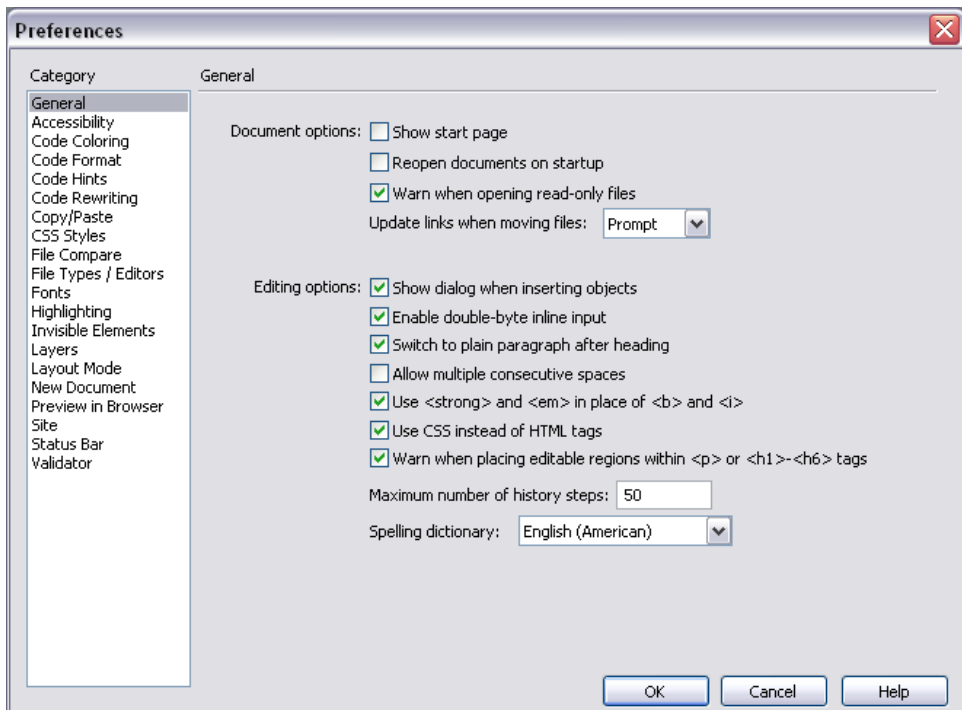 Preferences
Category
General
Accessibility
Code Coloring
Code Format
Code Hints
Code Rewriting
Copy/Paste
CSS Styles
File Compare
File Types / Editors
Fonts
Highlighting
Invisible Elements
Layers
Layout Mode
New Document
Preview in Browser
Site
Status Bar
Validator
General
Document options: Show start page
Reopen documents on startup
Warn when opening read-only files
Update links when moving files: Prompt
Editing options: Show dialog when inserting objects
Enable double-byte inline input
Switch to plain paragraph after heading
Allow multiple consecutive spaces
Use <strong> and <em> in place of <b> and <i>
Use CSS instead of HTML tags
Warn when placing editable regions within <p> or <h1>-<h6> tags
Maximum number of history steps: 50
Spelling dictionary: English (American)
OK Cancel Help